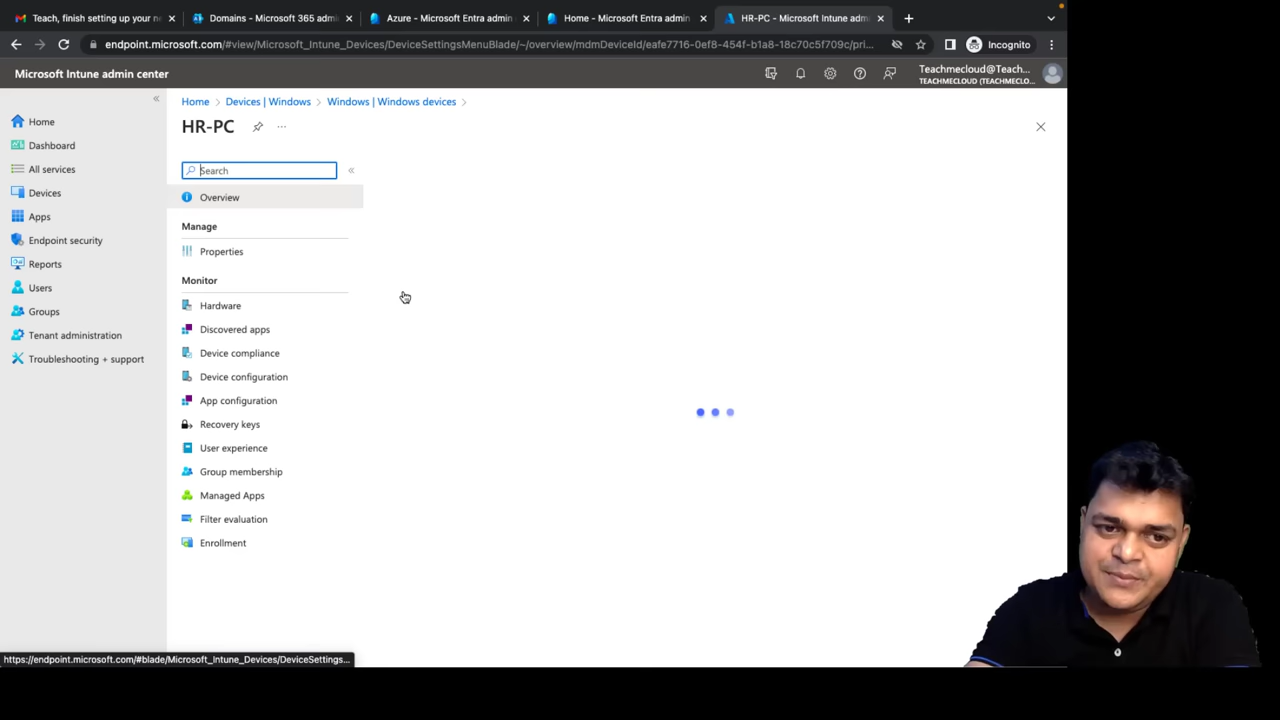 Teach, finish setting up your ne
Domains - Microsoft 365 admi
Azure - Microsoft Entra admin
Home - Microsoft Entra admin
HR-PC - Microsoft Intune adm
endpoint.microsoft.com/#view/Microsoft_Intune_Devices/DeviceSettingsMenuBlade/~/overview/mdmDeviceId/eafe7716-0ef8-454f-b1a8-18c70c5f709c/pri...
Incognito
Microsoft Intune admin center
Teachmecloud@Teach...
TEACHMECLOUD (TEACHMECLO...
Home
Dashboard
All services
Devices
Apps
Endpoint security
Reports
Users
Groups
Tenant administration
Troubleshooting + support
Home > Devices | Windows > Windows | Windows devices >
HR-PC
Search
Overview
Manage
Properties
Monitor
Hardware
Discovered apps
Device compliance
Device configuration
App configuration
Recovery keys
User experience
Group membership
Managed Apps
Filter evaluation
Enrollment
https://endpoint.microsoft.com/#blade/Microsoft_Intune_Devices/DeviceSettings...